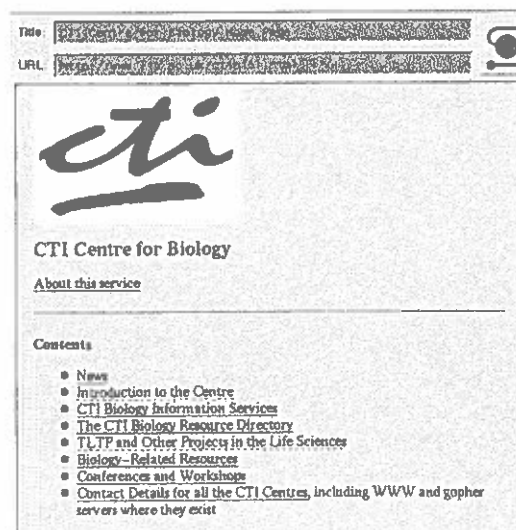 Title:
URL
cti
CTI Centre for Biology
About this service
Contents
News
Introduction to the Centre
CTI Biology Information Services
The CTI Biology Resource Directory
TLTP and Other Projects in the Life Sciences
Biology-Related Resources
Conferences and Workshops
Contact Details for all the CTI Centres, including WWW and gopher
servers where they exist